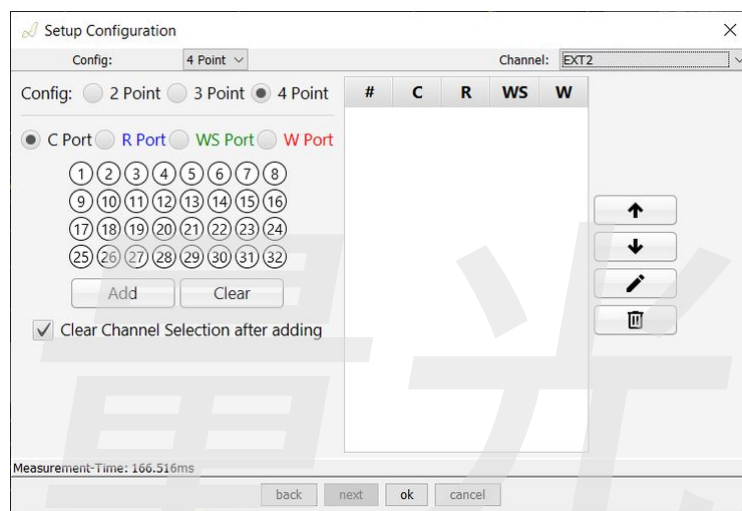 Setup Configuration
Config: 4 Point Channel: EXT2
Config: 2 Point 3 Point 4 Point
# C R WS W
C Port R Port WS Port W Port
1 2 3 4 5 6 7 8
9 10 11 12 13 14 15 16
17 18 19 20 21 22 23 24
25 26 27 28 29 30 31 32
Add Clear
Clear Channel Selection after adding
Measurement-Time: 166.516ms
back next ok cancel